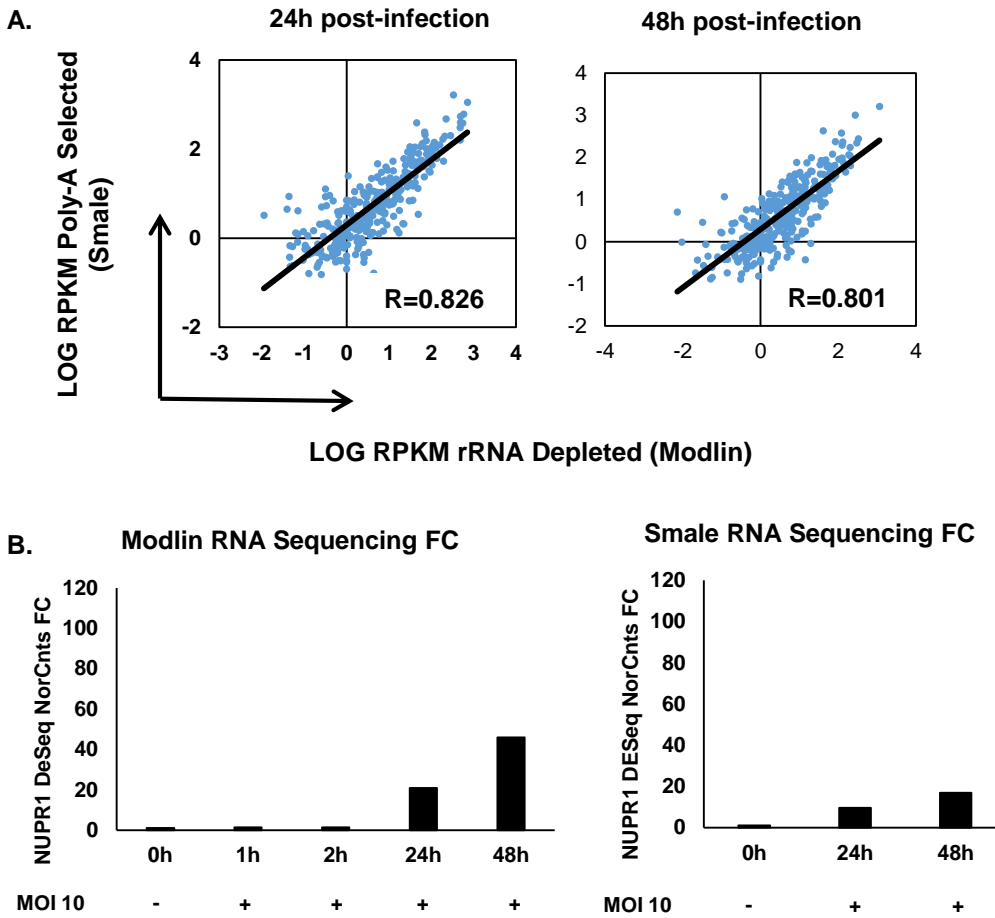 A.
24h post-infection
48h post-infection
LOG RPKM Poly-A Selected
(Smale)
4
2
0
-2
-3 -2 -1 0 1 2 3 4
R=0.826
4
3
2
1
0
-1
-2
-4 -2 0 2 4
R=0.801
LOG RPKM rRNA Depleted (Modlin)
B.
Modlin RNA Sequencing FC
NUPR1 DeSeq NorCnts FC
120
100
80
60
40
20
0
0h 1h 2h 24h 48h
MOI 10 - + + + +
Smale RNA Sequencing FC
NUPR1 DESeq NorCnts FC
120
100
80
60
40
20
0
0h 24h 48h
MOI 10 - + +